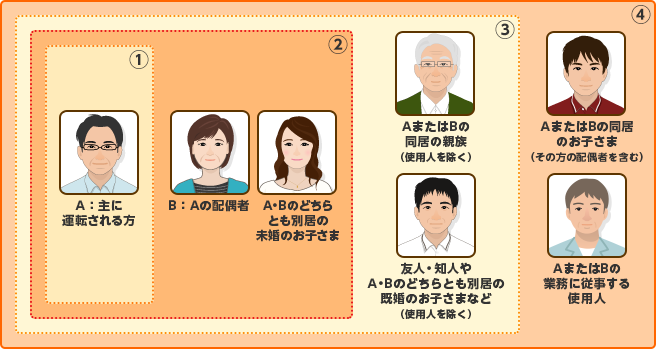 ①
②
③
④
A：主に
運転される方
B：Aの配偶者
A・Bのどちら
とも別居の
未婚のお子さま
AまたはBの
同居の親族
（使用人を除く）
友人・知人や
A・Bのどちらとも別居の
既婚のお子さまなど
（使用人を除く）
AまたはBの同居
のお子さま
（その方の配偶者を含む）
AまたはBの
業務に従事する
使用人